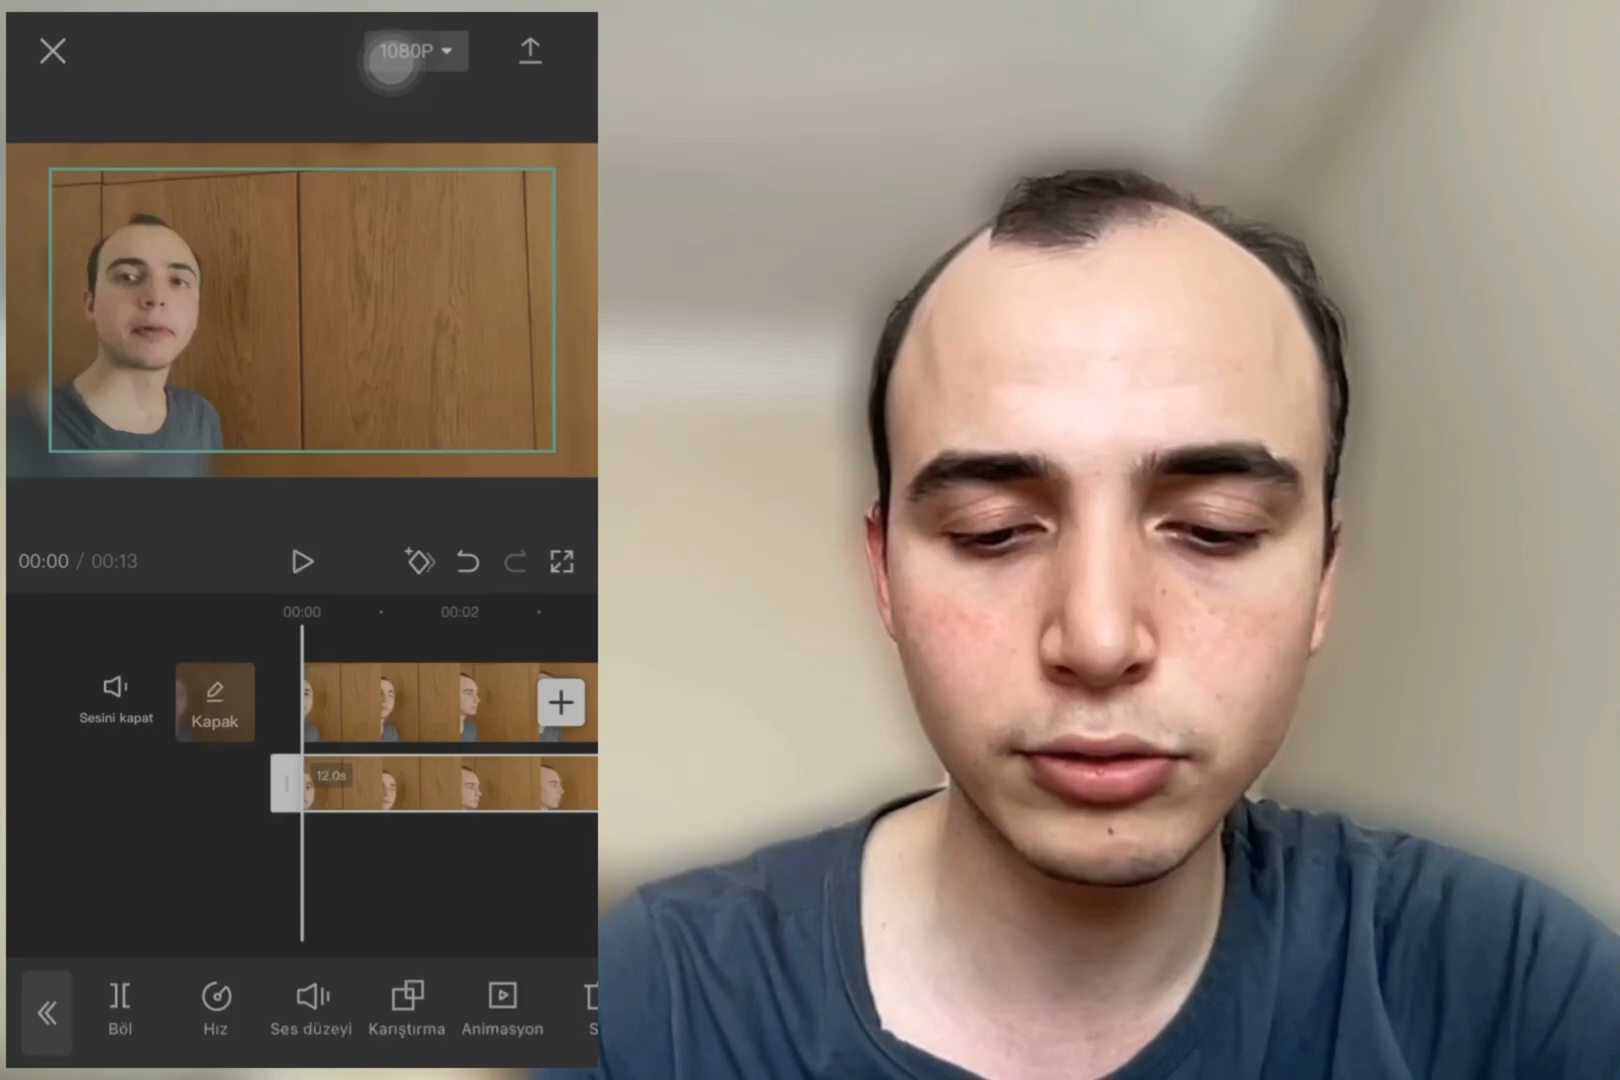 1080P
00:00 / 00:13
00:00
00:02
Sesini kapat
Kapak
12.0s
Böl
Hız
Ses düzeyi
Karıştırma
Animasyon
S